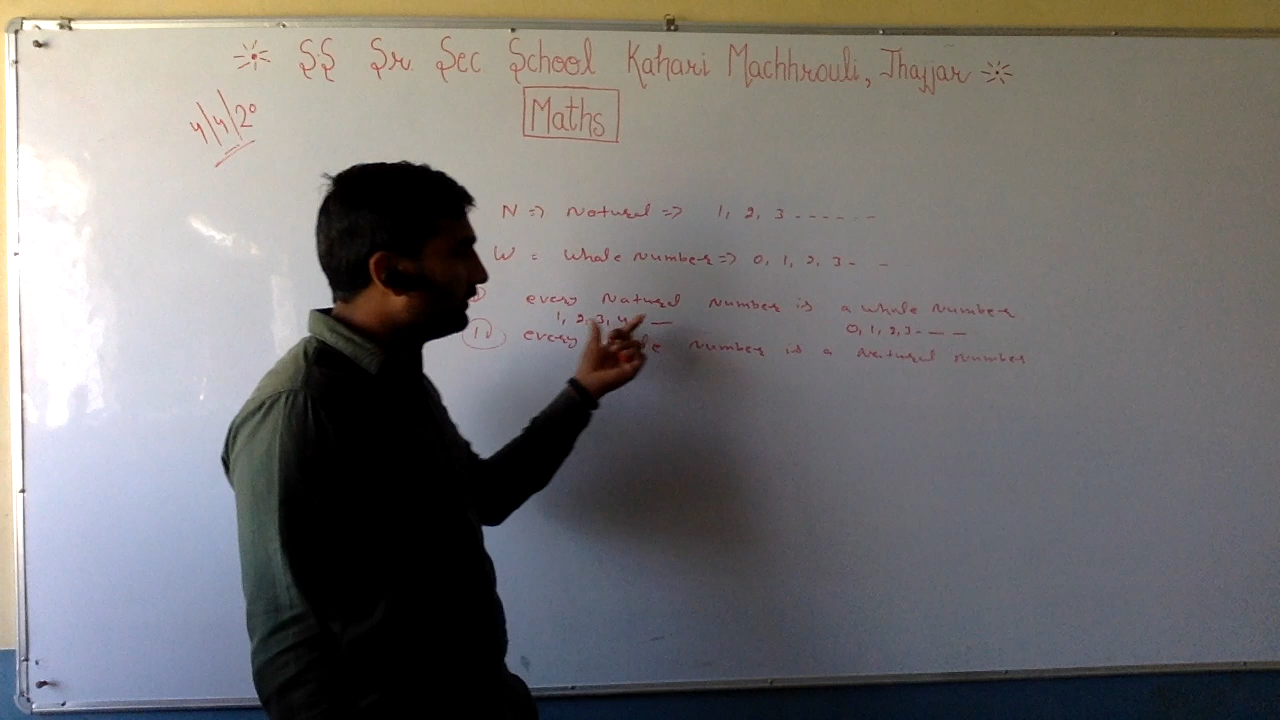 SS Sr. Sec School Kahari Machhrouli, Jhajjar
Maths
4/4/20
N => Natural => 1, 2, 3 - - - - - -
W = Whole Number => 0, 1, 2, 3 - -
every Natural Number is a whole Number
1, 2, 3, 4 —
0, 1, 2, 3 - — —
(ii) every Number is a Natural Number